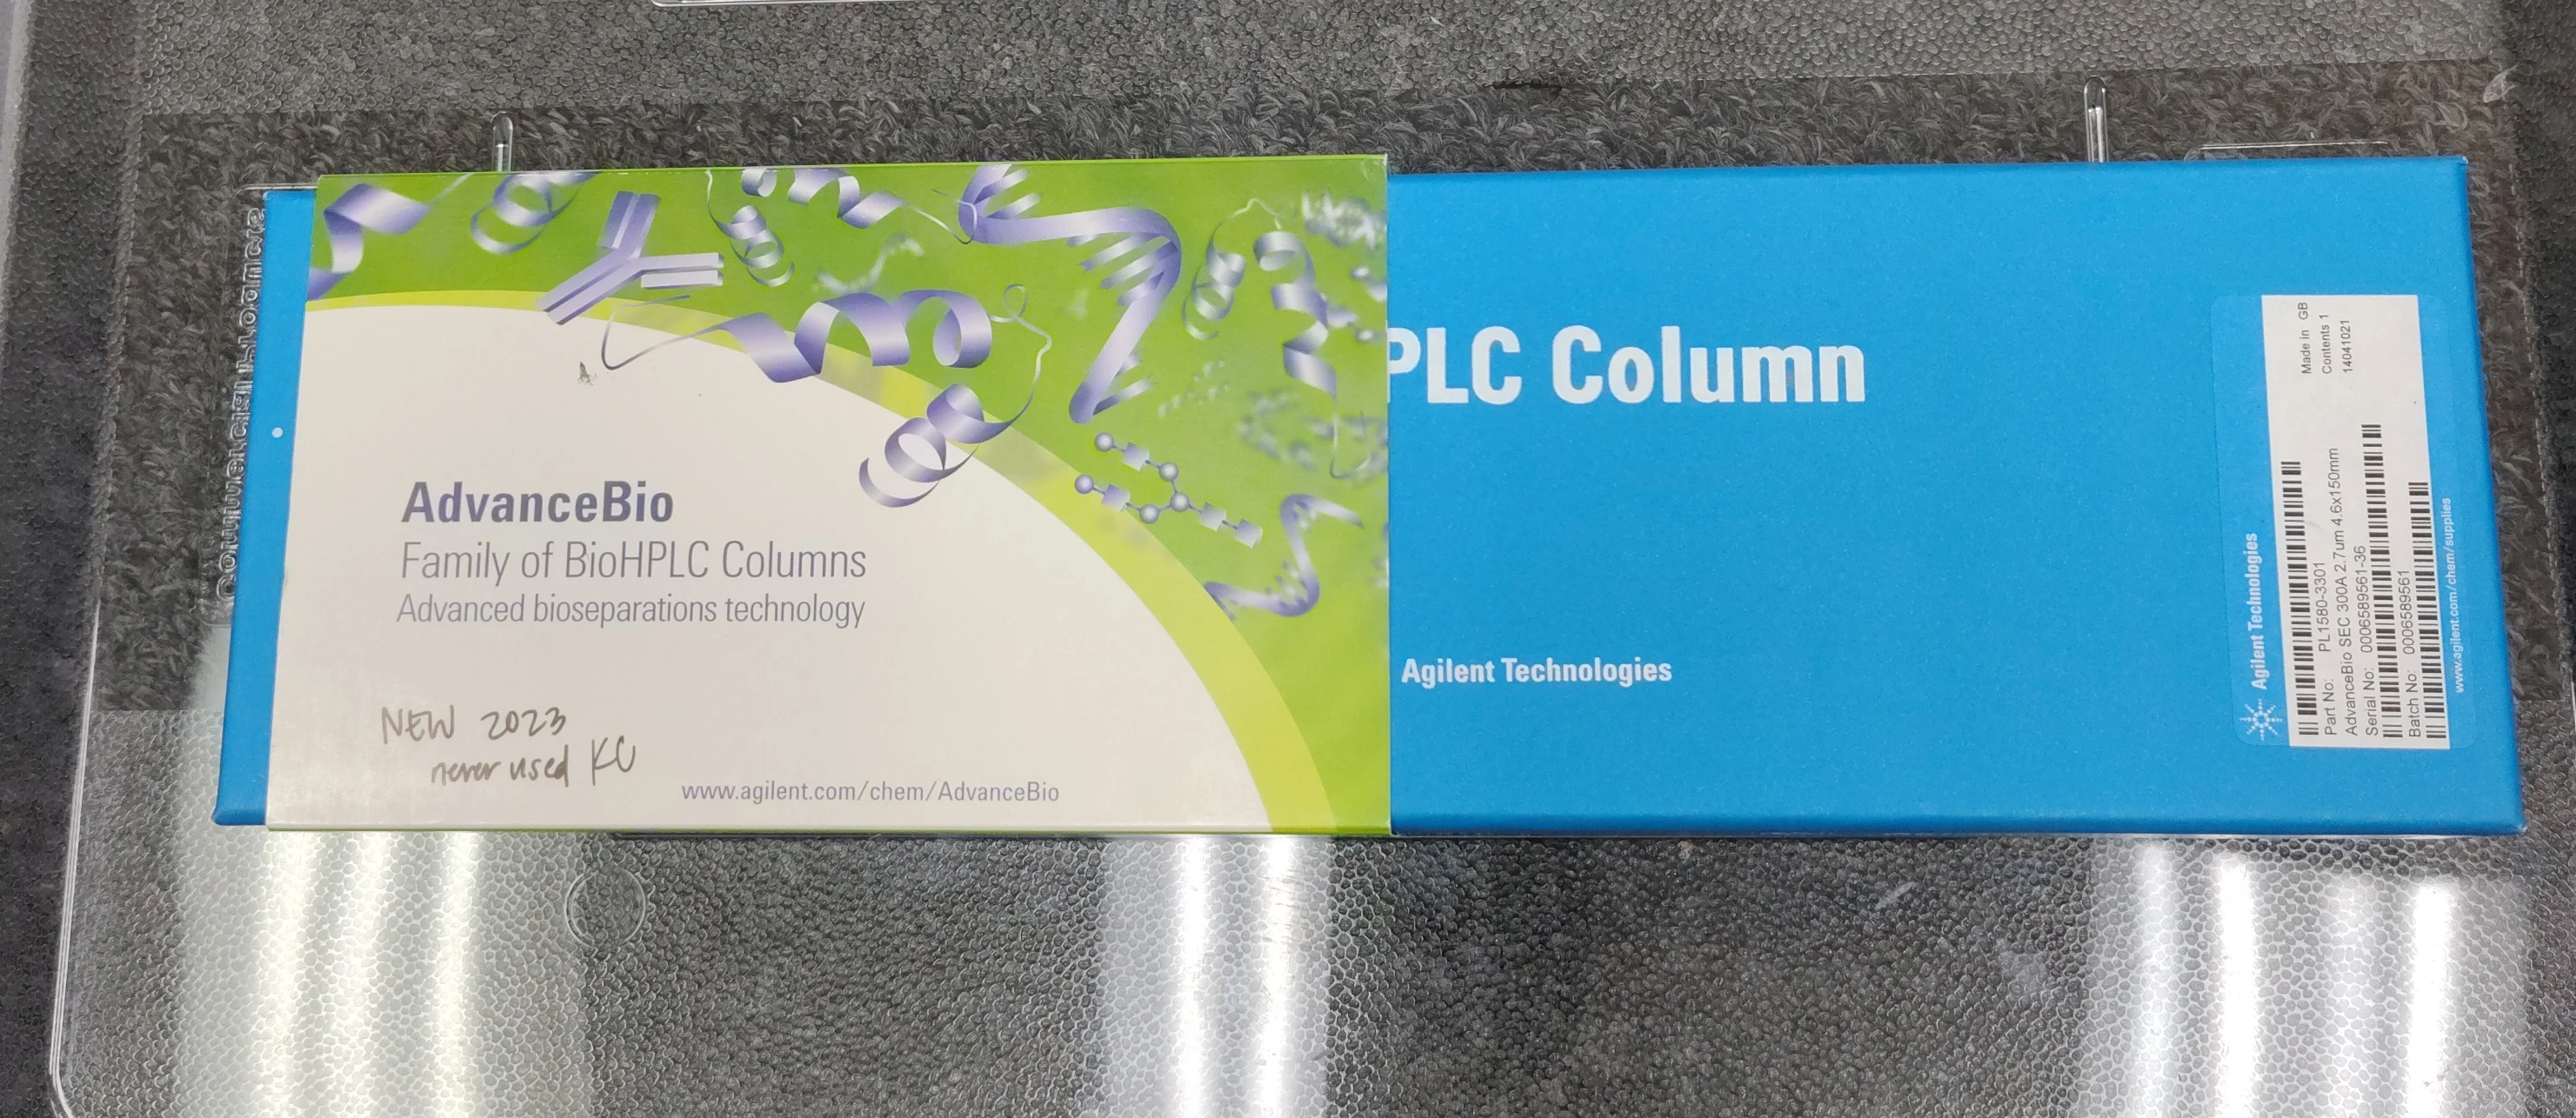 AdvanceBio
Family of BioHPLC Columns
Advanced bioseparations technology
NEW 2023
never used KC
www.agilent.com/chem/AdvanceBio
PLC Column
Agilent Technologies
Agilent Technologies
Part No: PL1580-3301
AdvanceBio SEC 300A 2.7um 4.6x150mm
Serial No: 0006589561-36
Batch No: 0006589561
Made in GB
Contents 1
14041021
www.agilent.com/chem/supplies